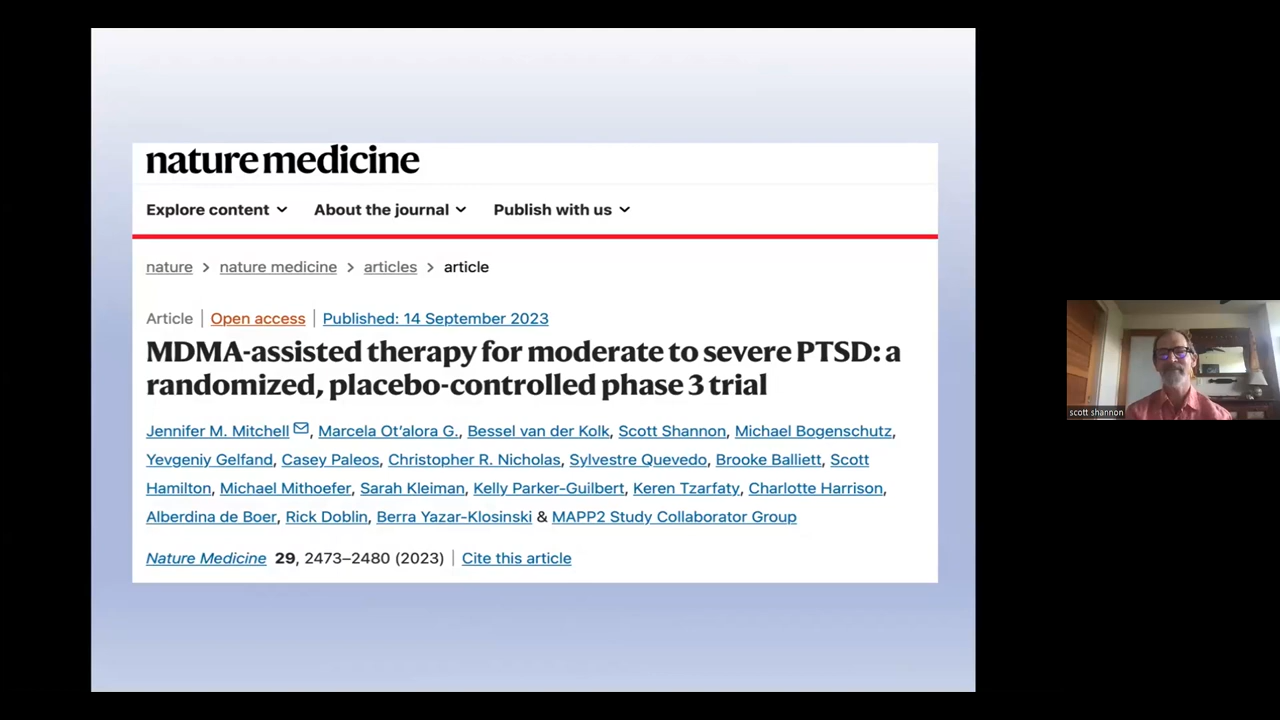 nature medicine
Explore content About the journal Publish with us
nature > nature medicine > articles > article
Article | Open access | Published: 14 September 2023
MDMA-assisted therapy for moderate to severe PTSD: a
randomized, placebo-controlled phase 3 trial
Jennifer M. Mitchell, Marcela Ot'alora G., Bessel van der Kolk, Scott Shannon, Michael Bogenschutz,
Yevgeniy Gelfand, Casey Paleos, Christopher R. Nicholas, Sylvestre Quevedo, Brooke Balliett, Scott
Hamilton, Michael Mithoefer, Sarah Kleiman, Kelly Parker-Guilbert, Keren Tzarfaty, Charlotte Harrison,
Alberdina de Boer, Rick Doblin, Berra Yazar-Klosinski & MAPP2 Study Collaborator Group
Nature Medicine 29, 2473–2480 (2023) | Cite this article
scott shannon